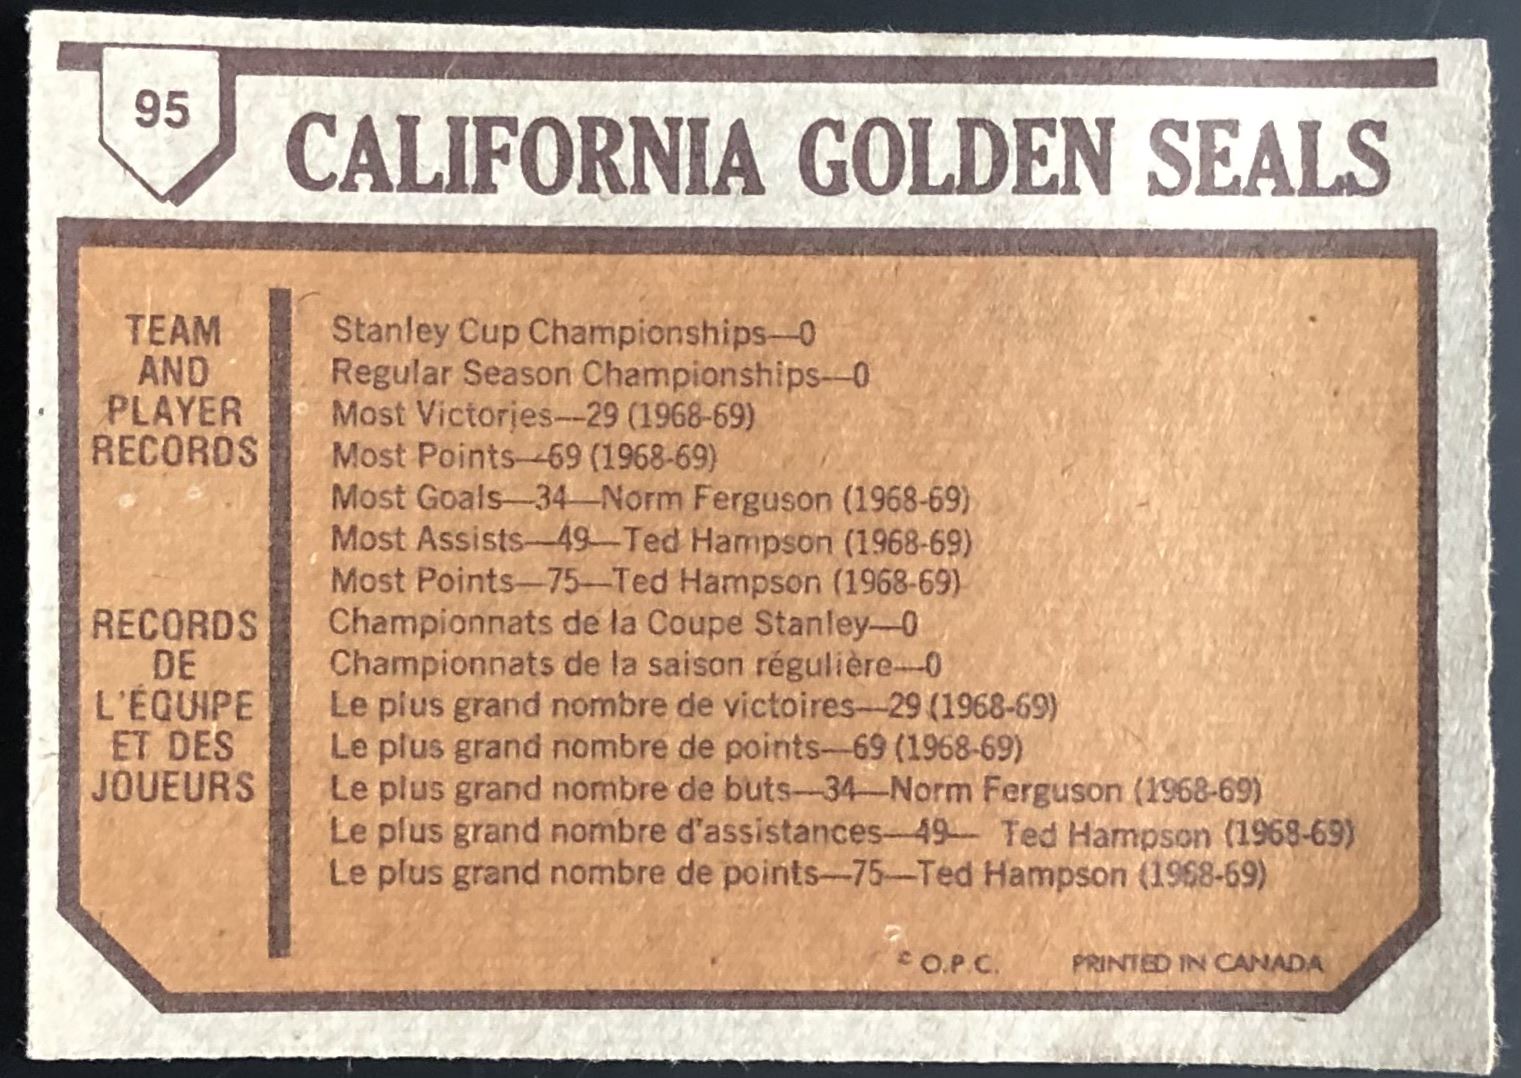 95
CALIFORNIA GOLDEN SEALS
TEAM
AND
PLAYER
RECORDS
Stanley Cup Championships—0
Regular Season Championships—0
Most Victories—29 (1968-69)
Most Points—69 (1968-69)
Most Goals—34—Norm Ferguson (1968-69)
Most Assists—49—Ted Hampson (1968-69)
Most Points—75—Ted Hampson (1968-69)
RECORDS
DE
L'ÉQUIPE
ET DES
JOUEURS
Championnats de la Coupe Stanley—0
Championnats de la saison régulière—0
Le plus grand nombre de victoires—29 (1968-69)
Le plus grand nombre de points—69 (1968-69)
Le plus grand nombre de buts—34—Norm Ferguson (1968-69)
Le plus grand nombre d'assistances—49— Ted Hampson (1968-69)
Le plus grand nombre de points—75—Ted Hampson (1968-69)
© O.P.C. PRINTED IN CANADA